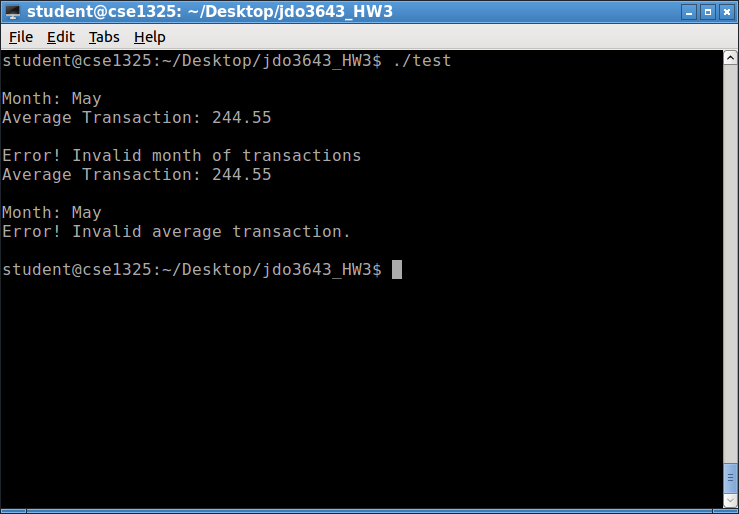 student@cse1325: ~/Desktop/jdo3643_HW3
File Edit Tabs Help
student@cse1325:~/Desktop/jdo3643_HW3$ ./test
Month: May
Average Transaction: 244.55
Error! Invalid month of transactions
Average Transaction: 244.55
Month: May
Error! Invalid average transaction.
student@cse1325:~/Desktop/jdo3643_HW3$